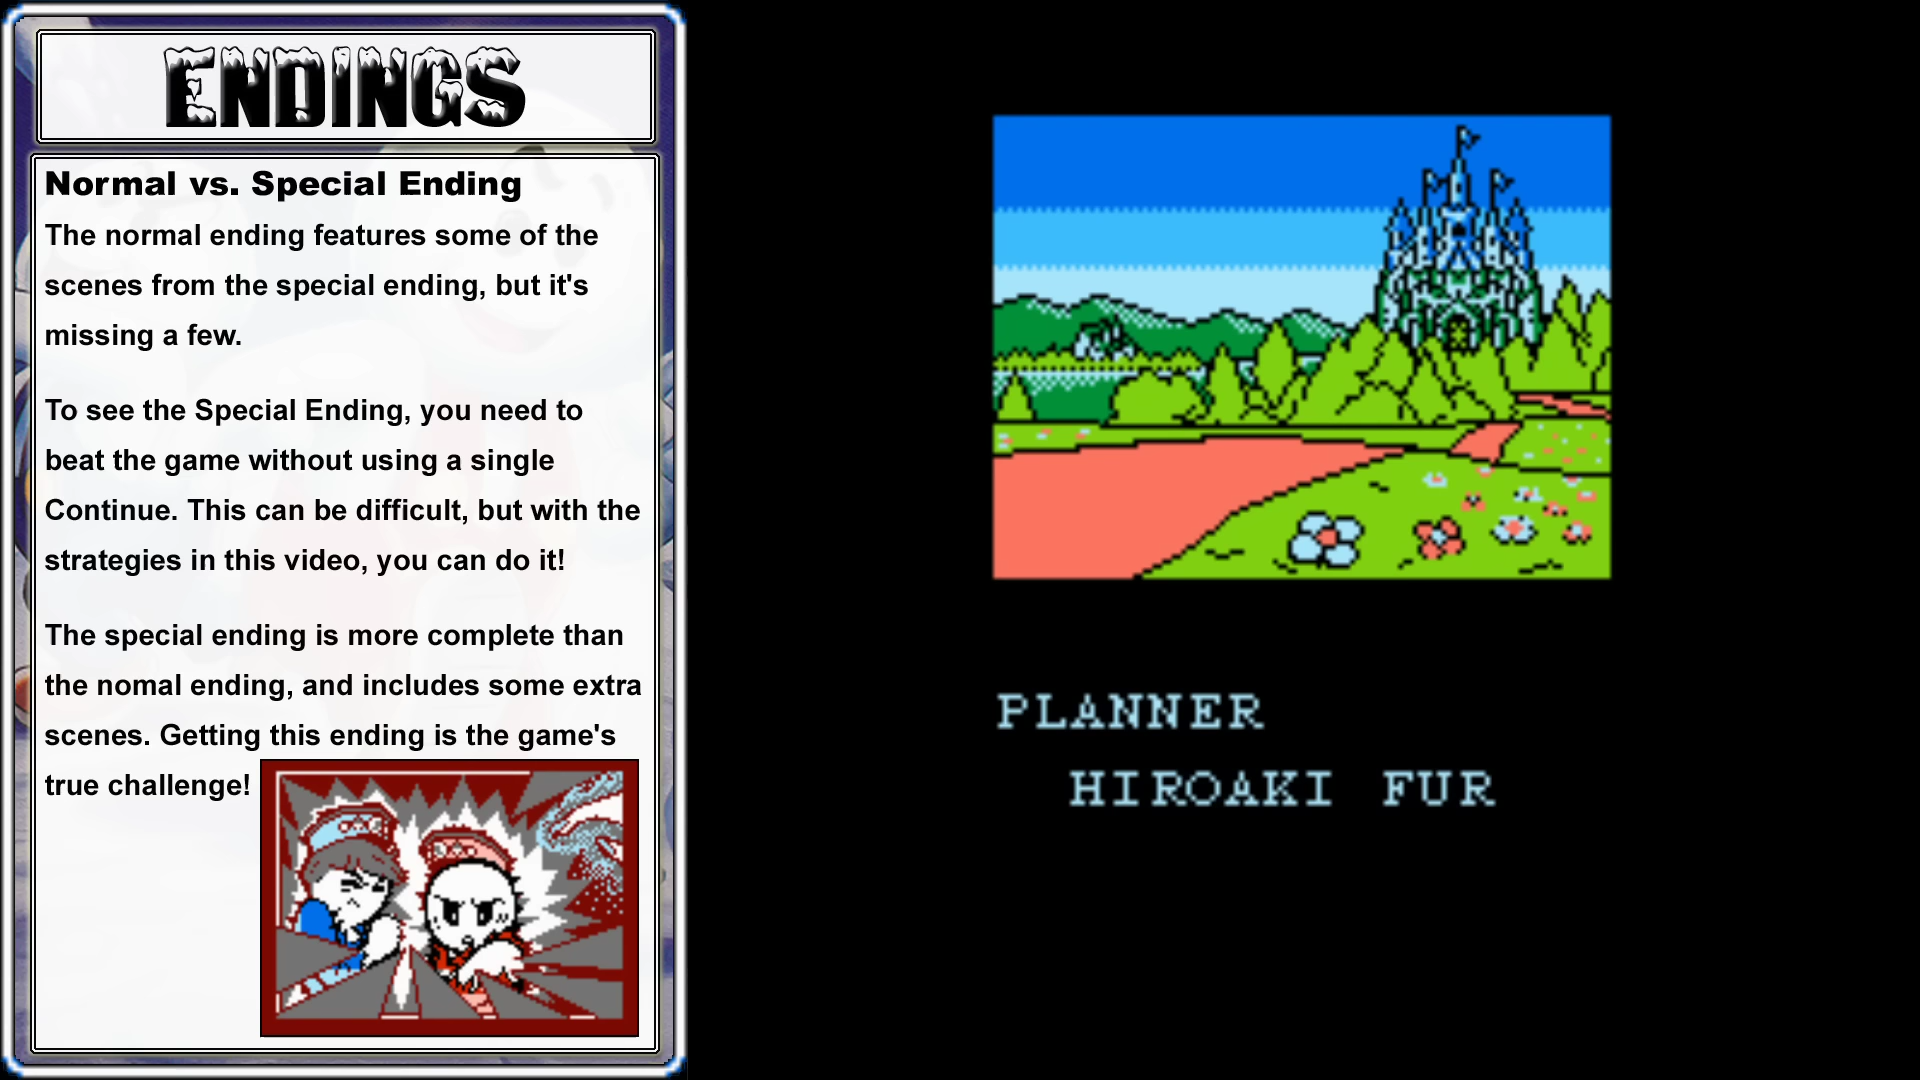 ENDINGS
Normal vs. Special Ending
The normal ending features some of the
scenes from the special ending, but it's
missing a few.
To see the Special Ending, you need to
beat the game without using a single
Continue. This can be difficult, but with the
strategies in this video, you can do it!
The special ending is more complete than
the nomal ending, and includes some extra
scenes. Getting this ending is the game's
true challenge!
PLANNER
HIROAKI FUR